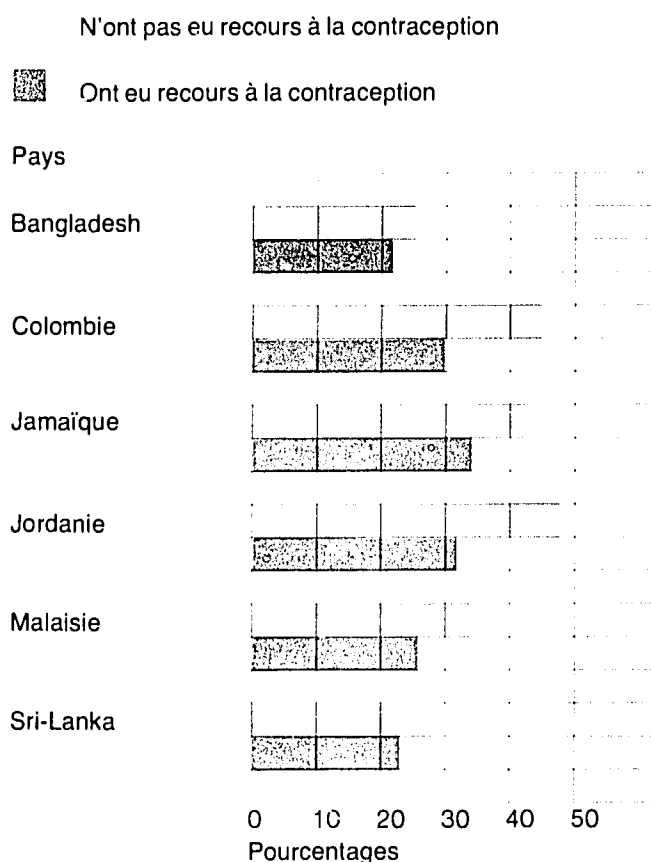 N'ont pas eu recours à la contraception
Ont eu recours à la contraception
Pays
Bangladesh
Colombie
Jamaïque
Jordanie
Malaisie
Sri-Lanka
0 10 20 30 40 50
Pourcentages